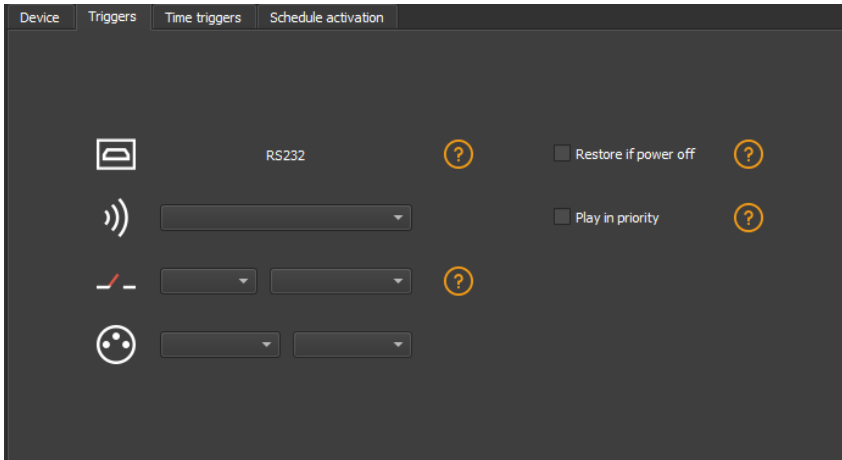 Device
Triggers
Time triggers
Schedule activation
RS232
?
Restore if power off
?
Play in priority
?
?